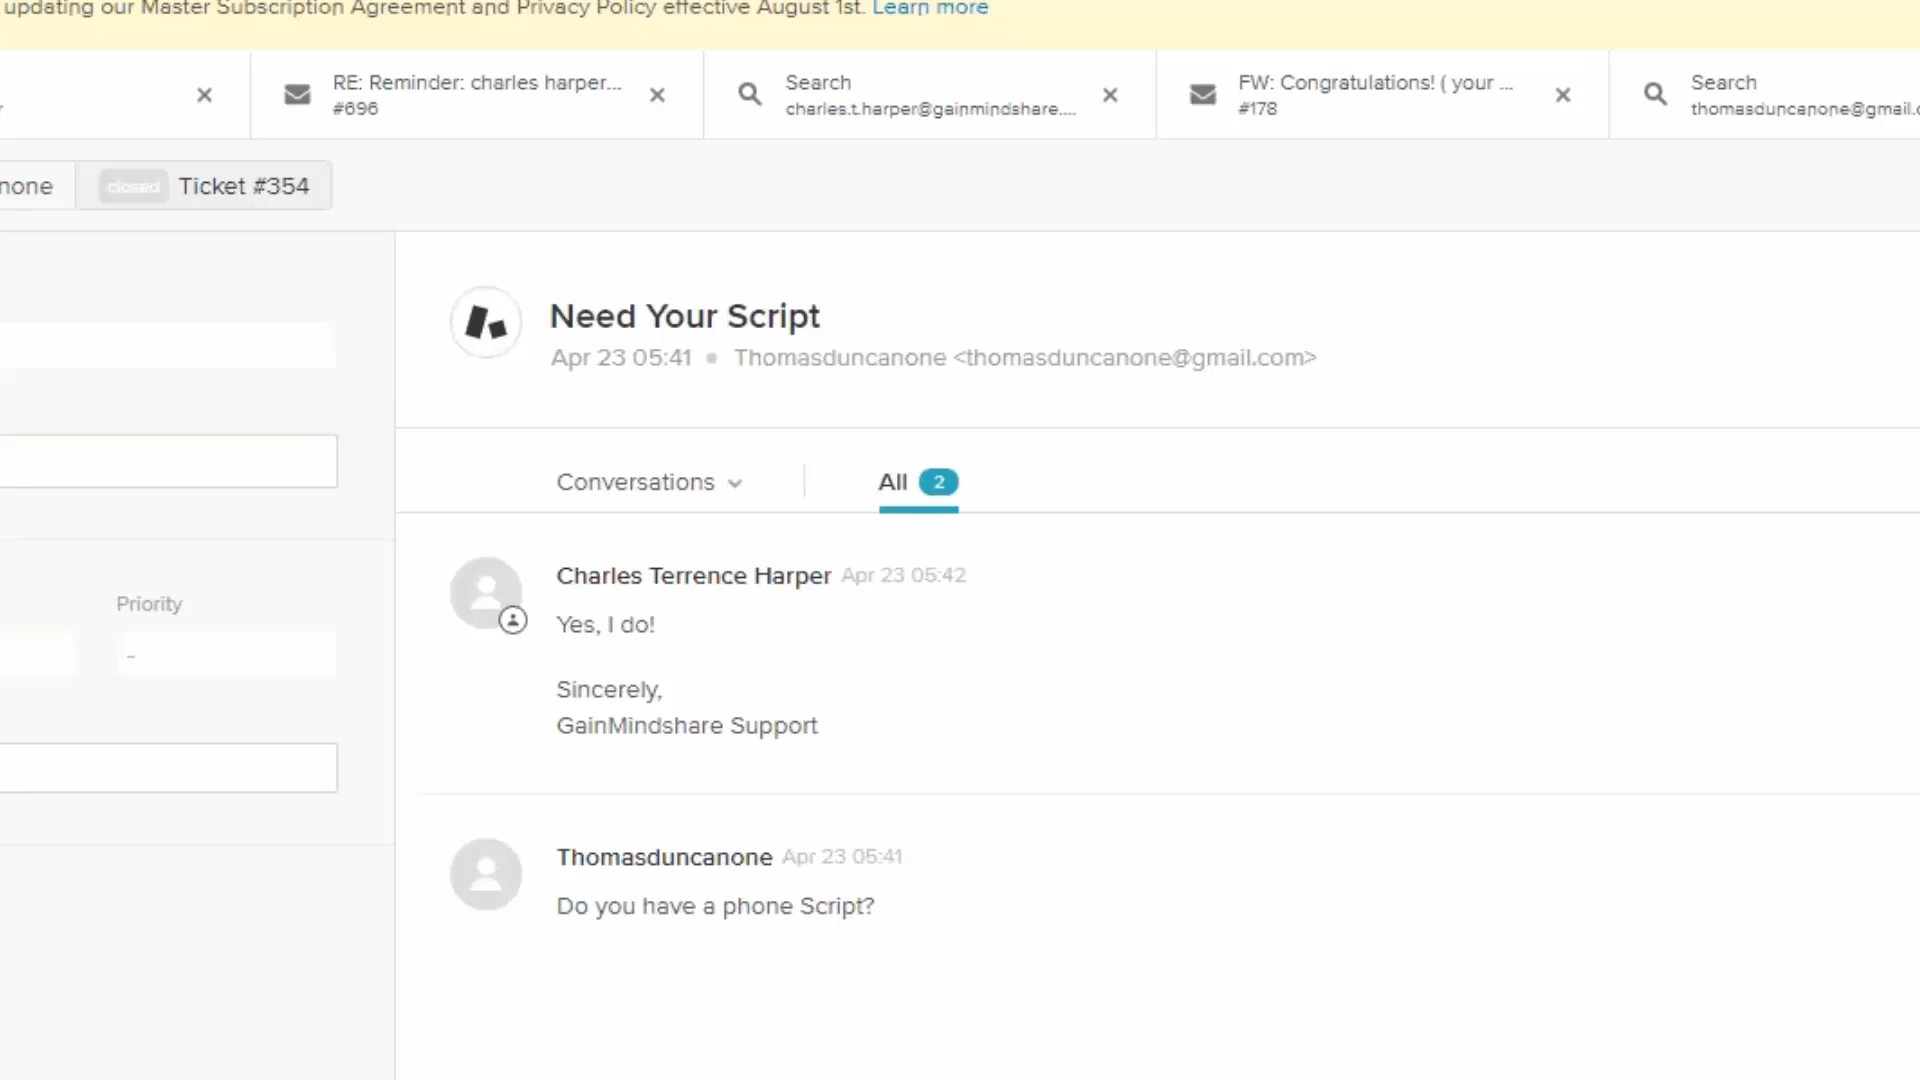 updating our Master Subscription Agreement and Privacy Policy effective August 1st. Learn more
RE: Reminder: charles harper...
#696
Search
charles.t.harper@gainmindshare....
FW: Congratulations! ( your ...
#178
Search
thomasduncanone@gmail.c
none
closed
Ticket #354
Need Your Script
Apr 23 05:41 • Thomasduncanone <thomasduncanone@gmail.com>
Conversations
All 2
Charles Terrence Harper Apr 23 05:42
Yes, I do!
Sincerely,
GainMindshare Support
Priority
-
Thomasduncanone Apr 23 05:41
Do you have a phone Script?